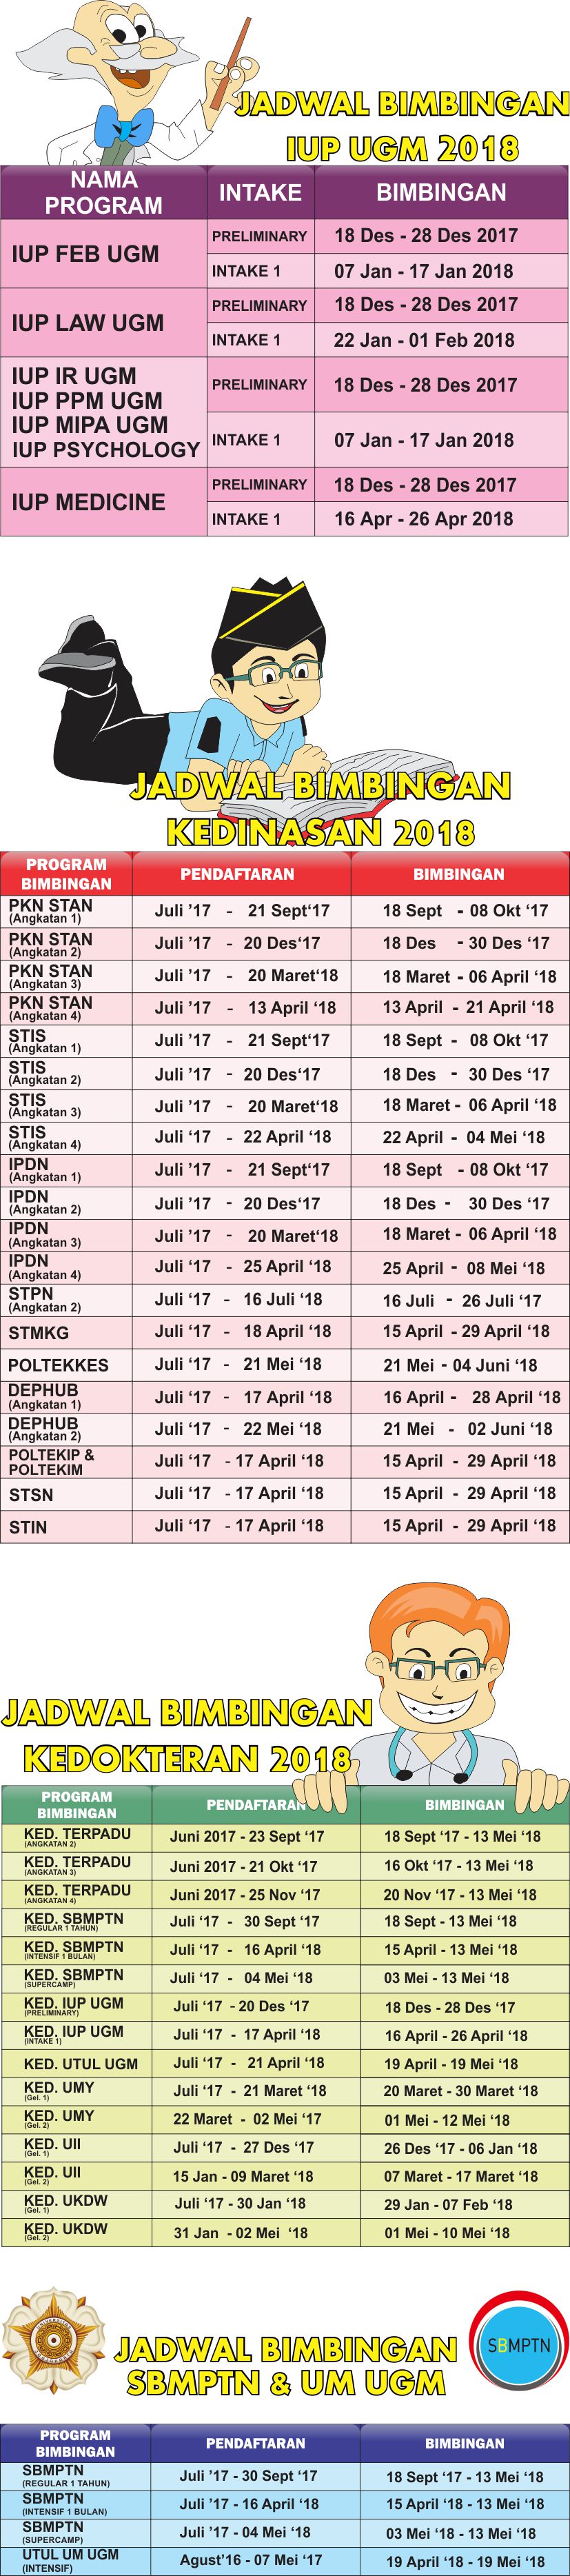 JADWAL BIMBINGAN
IUP UGM 2018
NAMA PROGRAM INTAKE BIMBINGAN
IUP FEB UGM PRELIMINARY 18 Des - 28 Des 2017
INTAKE 1 07 Jan - 17 Jan 2018
IUP LAW UGM PRELIMINARY 18 Des - 28 Des 2017
INTAKE 1 22 Jan - 01 Feb 2018
IUP IR UGM
IUP PPM UGM
IUP MIPA UGM
IUP PSYCHOLOGY
PRELIMINARY 18 Des - 28 Des 2017
INTAKE 1 07 Jan - 17 Jan 2018
IUP MEDICINE PRELIMINARY 18 Des - 28 Des 2017
INTAKE 1 16 Apr - 26 Apr 2018
JADWAL BIMBINGAN
KEDINASAN 2018
PROGRAM BIMBINGAN PENDAFTARAN BIMBINGAN
PKN STAN (Angkatan 1) Juli ’17 - 21 Sept‘17 18 Sept - 08 Okt ‘17
PKN STAN (Angkatan 2) Juli ’17 - 20 Des‘17 18 Des - 30 Des ‘17
PKN STAN (Angkatan 3) Juli ’17 - 20 Maret‘18 18 Maret - 06 April ‘18
PKN STAN (Angkatan 4) Juli ’17 - 13 April ‘18 13 April - 21 April ‘18
STIS (Angkatan 1) Juli ’17 - 21 Sept‘17 18 Sept - 08 Okt ‘17
STIS (Angkatan 2) Juli ’17 - 20 Des‘17 18 Des - 30 Des ‘17
STIS (Angkatan 3) Juli ’17 - 20 Maret‘18 18 Maret - 06 April ‘18
STIS (Angkatan 4) Juli ’17 - 22 April ‘18 22 April - 04 Mei ‘18
IPDN (Angkatan 1) Juli ’17 - 21 Sept‘17 18 Sept - 08 Okt ‘17
IPDN (Angkatan 2) Juli ’17 - 20 Des‘17 18 Des - 30 Des ‘17
IPDN (Angkatan 3) Juli ’17 - 20 Maret‘18 18 Maret - 06 April ‘18
IPDN (Angkatan 4) Juli ‘17 - 25 April ‘18 25 April - 08 Mei ‘18
STPN (Angkatan 2) Juli ‘17 - 16 Juli ‘18 16 Juli - 26 Juli ‘17
STMKG Juli ‘17 - 18 April ‘18 15 April - 29 April ‘18
POLTEKKES Juli ‘17 - 21 Mei ‘18 21 Mei - 04 Juni ‘18
DEPHUB (Angkatan 1) Juli ‘17 - 17 April ‘18 16 April - 28 April ‘18
DEPHUB (Angkatan 2) Juli ‘17 - 22 Mei ‘18 21 Mei - 02 Juni ‘18
POLTEKIP & POLTEKIM Juli ‘17 - 17 April ‘18 15 April - 29 April ‘18
STSN Juli ‘17 - 17 April ‘18 15 April - 29 April ‘18
STIN Juli ‘17 - 17 April ‘18 15 April - 29 April ‘18
JADWAL BIMBINGAN
KEDOKTERAN 2018
PROGRAM BIMBINGAN PENDAFTARAN BIMBINGAN
KED. TERPADU (ANGKATAN 2) Juni 2017 - 23 Sept ‘17 18 Sept ‘17 - 13 Mei ‘18
KED. TERPADU (ANGKATAN 3) Juni 2017 - 21 Okt ‘17 16 Okt ‘17 - 13 Mei ‘18
KED. TERPADU (ANGKATAN 4) Juni 2017 - 25 Nov ‘17 20 Nov ‘17 - 13 Mei ‘18
KED. SBMPTN (REGULAR 1 TAHUN) Juli ‘17 - 30 Sept ‘17 18 Sept - 13 Mei ‘18
KED. SBMPTN (INTENSIF 1 BULAN) Juli ‘17 - 16 April ‘18 15 April - 13 Mei ‘18
KED. SBMPTN (SUPERCAMP) Juli ‘17 - 04 Mei ‘18 03 Mei - 13 Mei ‘18
KED. IUP UGM (PRELIMINARY) Juli ‘17 - 20 Des ‘17 18 Des - 28 Des ‘17
KED. IUP UGM (INTAKE 1) Juli ‘17 - 17 April ‘18 16 April - 26 April ‘18
KED. UTUL UGM Juli ‘17 - 21 April ‘18 19 April - 19 Mei ‘18
KED. UMY (Gel. 1) Juli ‘17 - 21 Maret ‘18 20 Maret - 30 Maret ‘18
KED. UMY (Gel. 2) 22 Maret - 02 Mei ‘17 01 Mei - 12 Mei ‘18
KED. UII (Gel. 1) Juli ‘17 - 27 Des ‘17 26 Des ‘17 - 06 Jan ‘18
KED. UII (Gel. 2) 15 Jan - 09 Maret ‘18 07 Maret - 17 Maret ‘18
KED. UKDW (Gel. 1) Juli ‘17 - 30 Jan ‘18 29 Jan - 07 Feb ‘18
KED. UKDW (Gel. 2) 31 Jan - 02 Mei ‘18 01 Mei - 10 Mei ‘18
JADWAL BIMBINGAN
SBMPTN & UM UGM
SBMPTN
PROGRAM BIMBINGAN PENDAFTARAN BIMBINGAN
SBMPTN (REGULAR 1 TAHUN) Juli ’17 - 30 Sept ‘17 18 Sept ‘17 - 13 Mei ‘18
SBMPTN (INTENSIF 1 BULAN) Juli ’17 - 16 April ‘18 15 April ‘18 - 13 Mei ‘18
SBMPTN (SUPERCAMP) Juli ’17 - 04 Mei ‘18 03 Mei ‘18 - 13 Mei ‘18
UTUL UM UGM (INTENSIF) Agust’16 - 07 Mei ’17 19 April ‘18 - 19 Mei ‘18